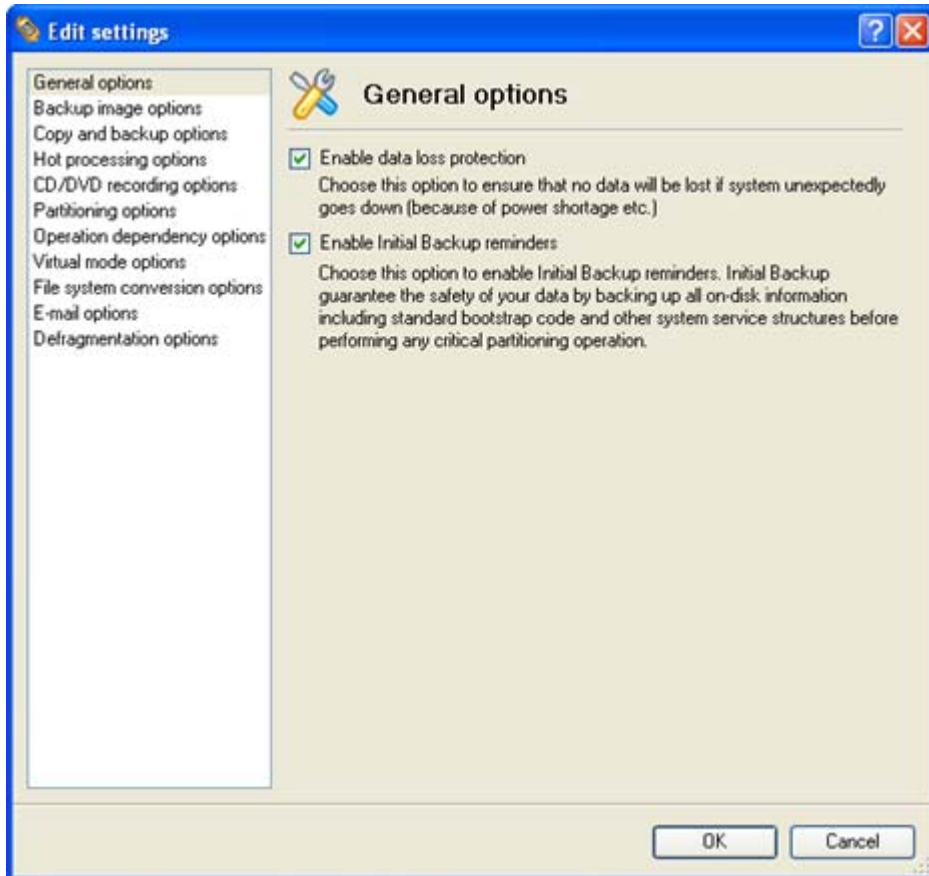 Edit settings
General options
Backup image options
Copy and backup options
Hot processing options
CD/DVD recording options
Partitioning options
Operation dependency options
Virtual mode options
File system conversion options
E-mail options
Defragmentation options
General options
Enable data loss protection
Choose this option to ensure that no data will be lost if system unexpectedly
goes down (because of power shortage etc.)
Enable Initial Backup reminders
Choose this option to enable Initial Backup reminders. Initial Backup
guarantee the safety of your data by backing up all on-disk information
including standard bootstrap code and other system service structures before
performing any critical partitioning operation.
OK
Cancel